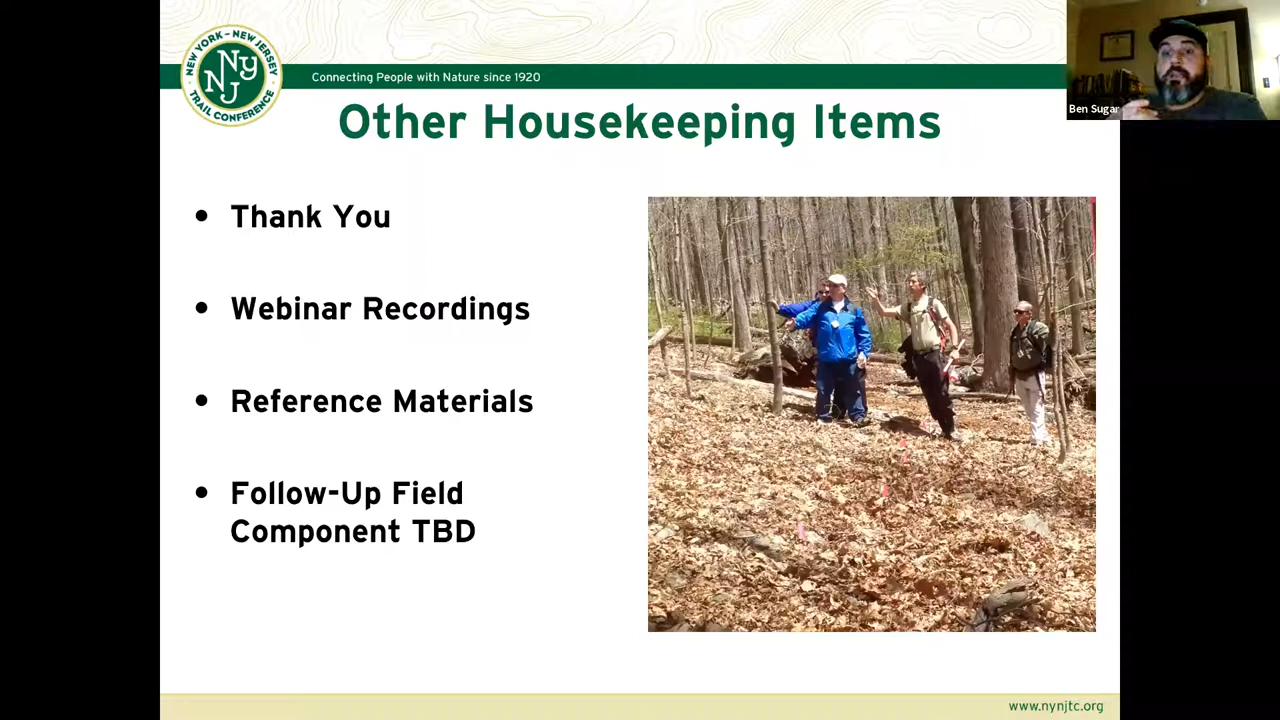 NEW YORK – NEW JERSEY
NY
NJ
TRAIL CONFERENCE
Connecting People with Nature since 1920
Ben Sugar
Other Housekeeping Items
• Thank You
• Webinar Recordings
• Reference Materials
• Follow-Up Field
Component TBD
www.nynjtc.org